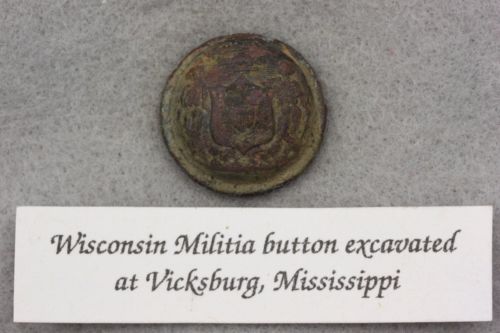 Wisconsin Militia button excavated
at Vicksburg, Mississippi